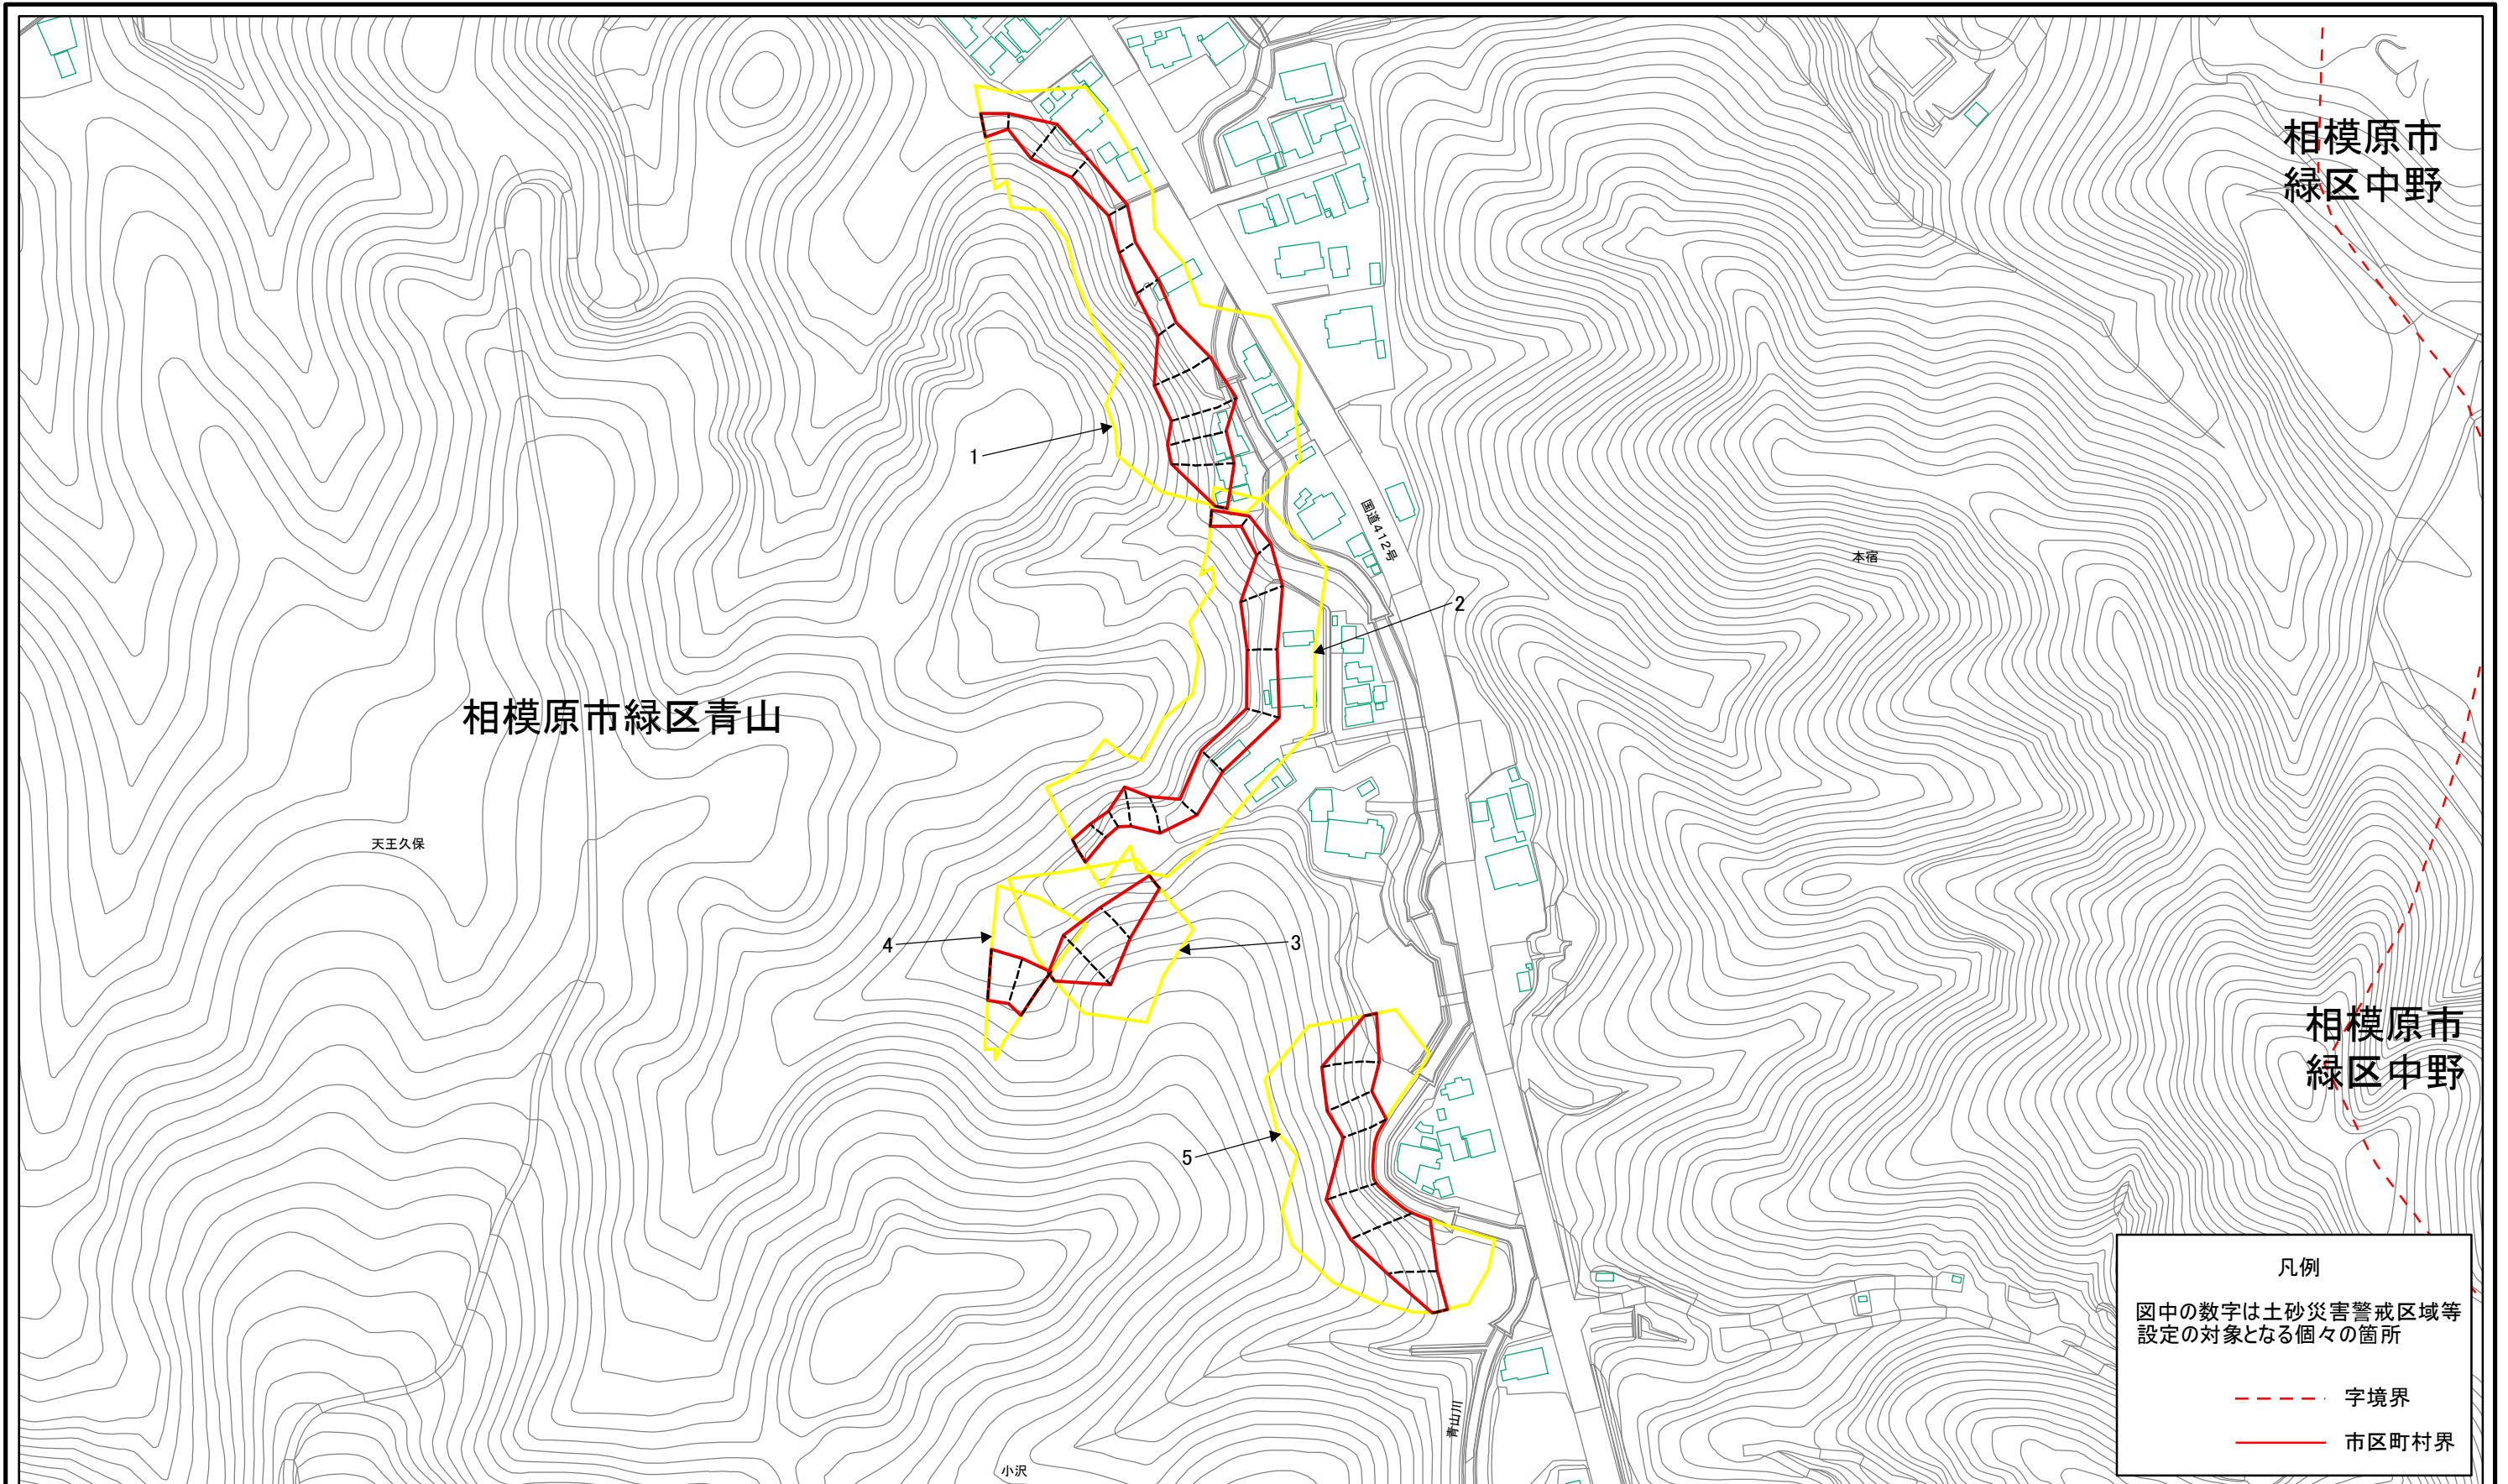 相模原市
緑区中野
1
国道412号
本宿
2
相模原市緑区青山
天王久保
4
3
相模原市
緑区中野
5
凡例
図中の数字は土砂災害警戒区域等
設定の対象となる個々の箇所
字境界
市区町村界
青山川
小沢